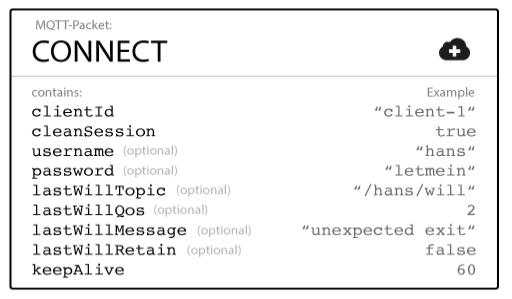 MQTT-Packet:
CONNECT
contains: Example
clientId “client-1“
cleanSession true
username (optional) “hans“
password (optional) “letmein“
lastWillTopic (optional) “/hans/will“
lastWillQos (optional) 2
lastWillMessage (optional) “unexpected exit“
lastWillRetain (optional) false
keepAlive 60